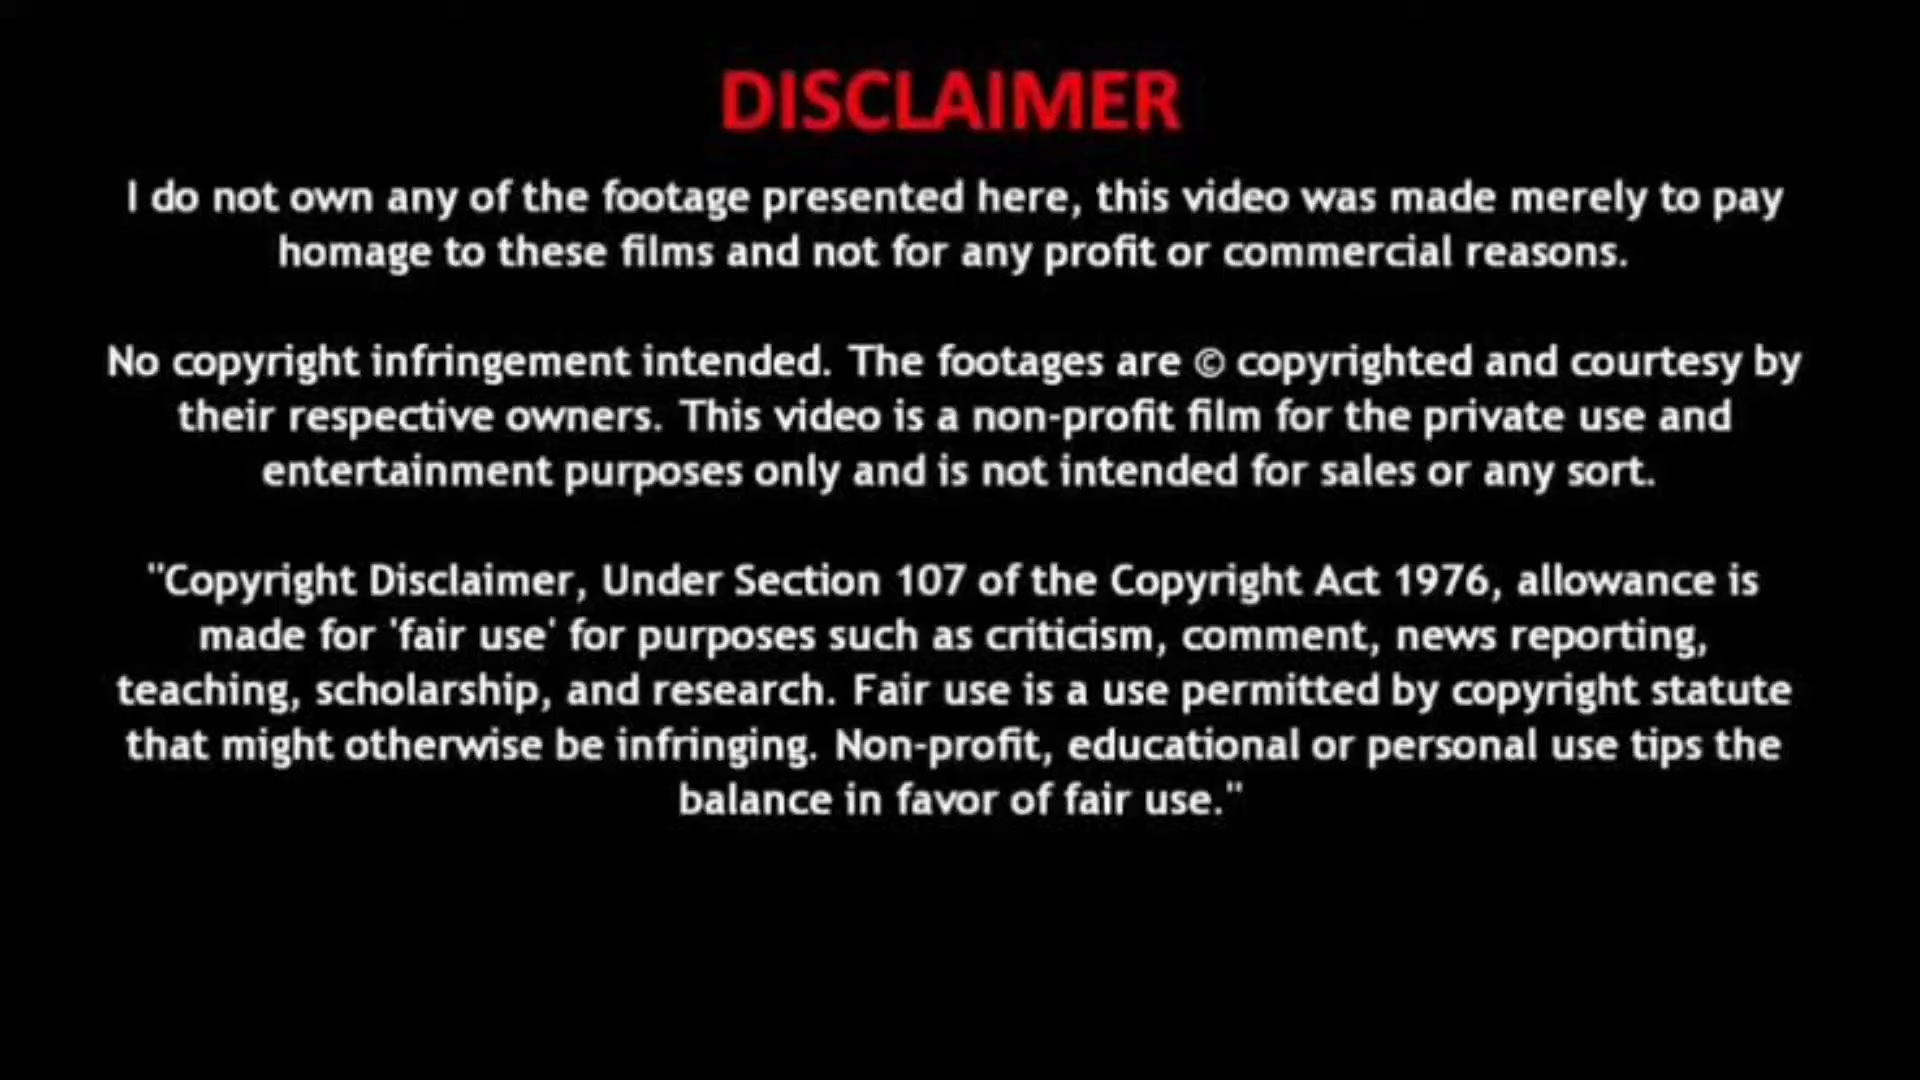 DISCLAIMER
I do not own any of the footage presented here, this video was made merely to pay
homage to these films and not for any profit or commercial reasons.
No copyright infringement intended. The footages are © copyrighted and courtesy by
their respective owners. This video is a non-profit film for the private use and
entertainment purposes only and is not intended for sales or any sort.
"Copyright Disclaimer, Under Section 107 of the Copyright Act 1976, allowance is
made for 'fair use' for purposes such as criticism, comment, news reporting,
teaching, scholarship, and research. Fair use is a use permitted by copyright statute
that might otherwise be infringing. Non-profit, educational or personal use tips the
balance in favor of fair use."